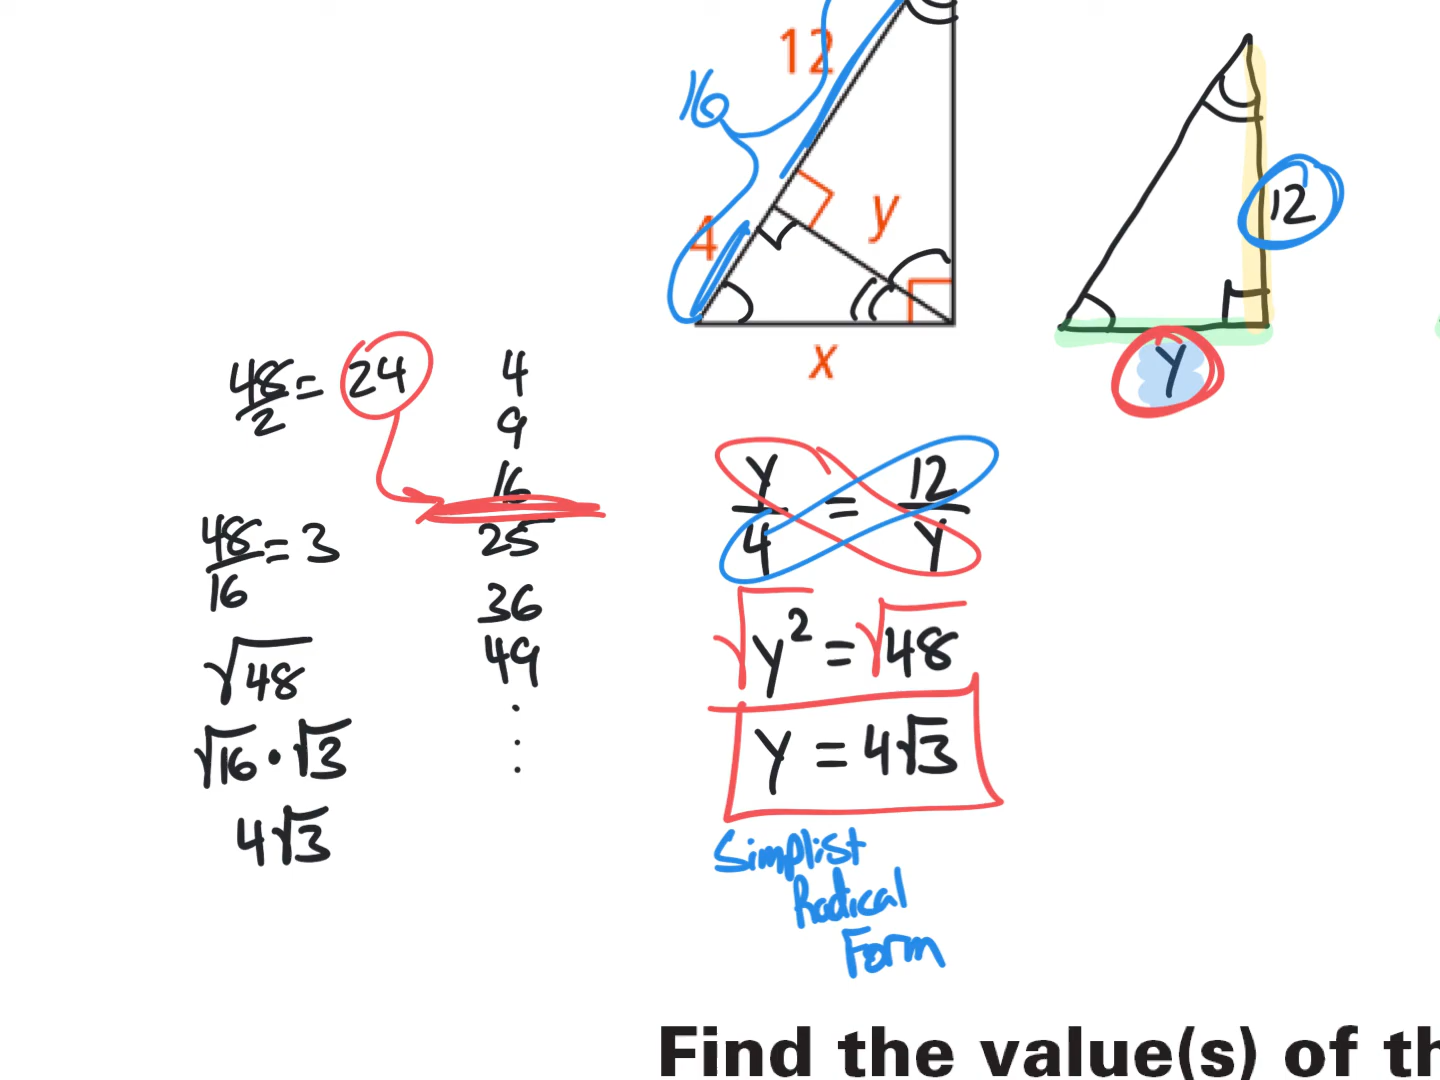 12
16
4
y
x
12
Y
48/2 = 24
4
9
16
25
36
49
48/16 = 3
√48
√16 · √3
4√3
Y/4 = 12/Y
√y² = √48
Y = 4√3
Simplist
Radical
Form
Find the value(s) of th